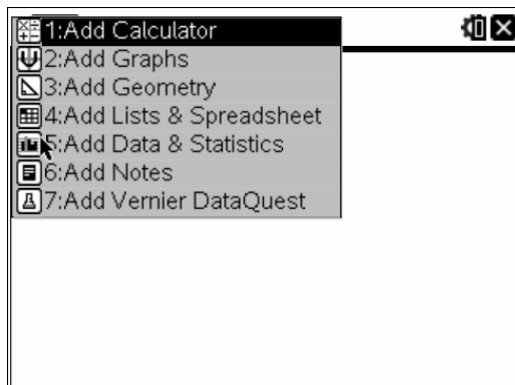 1:Add Calculator
2:Add Graphs
3:Add Geometry
4:Add Lists & Spreadsheet
5:Add Data & Statistics
6:Add Notes
7:Add Vernier DataQuest